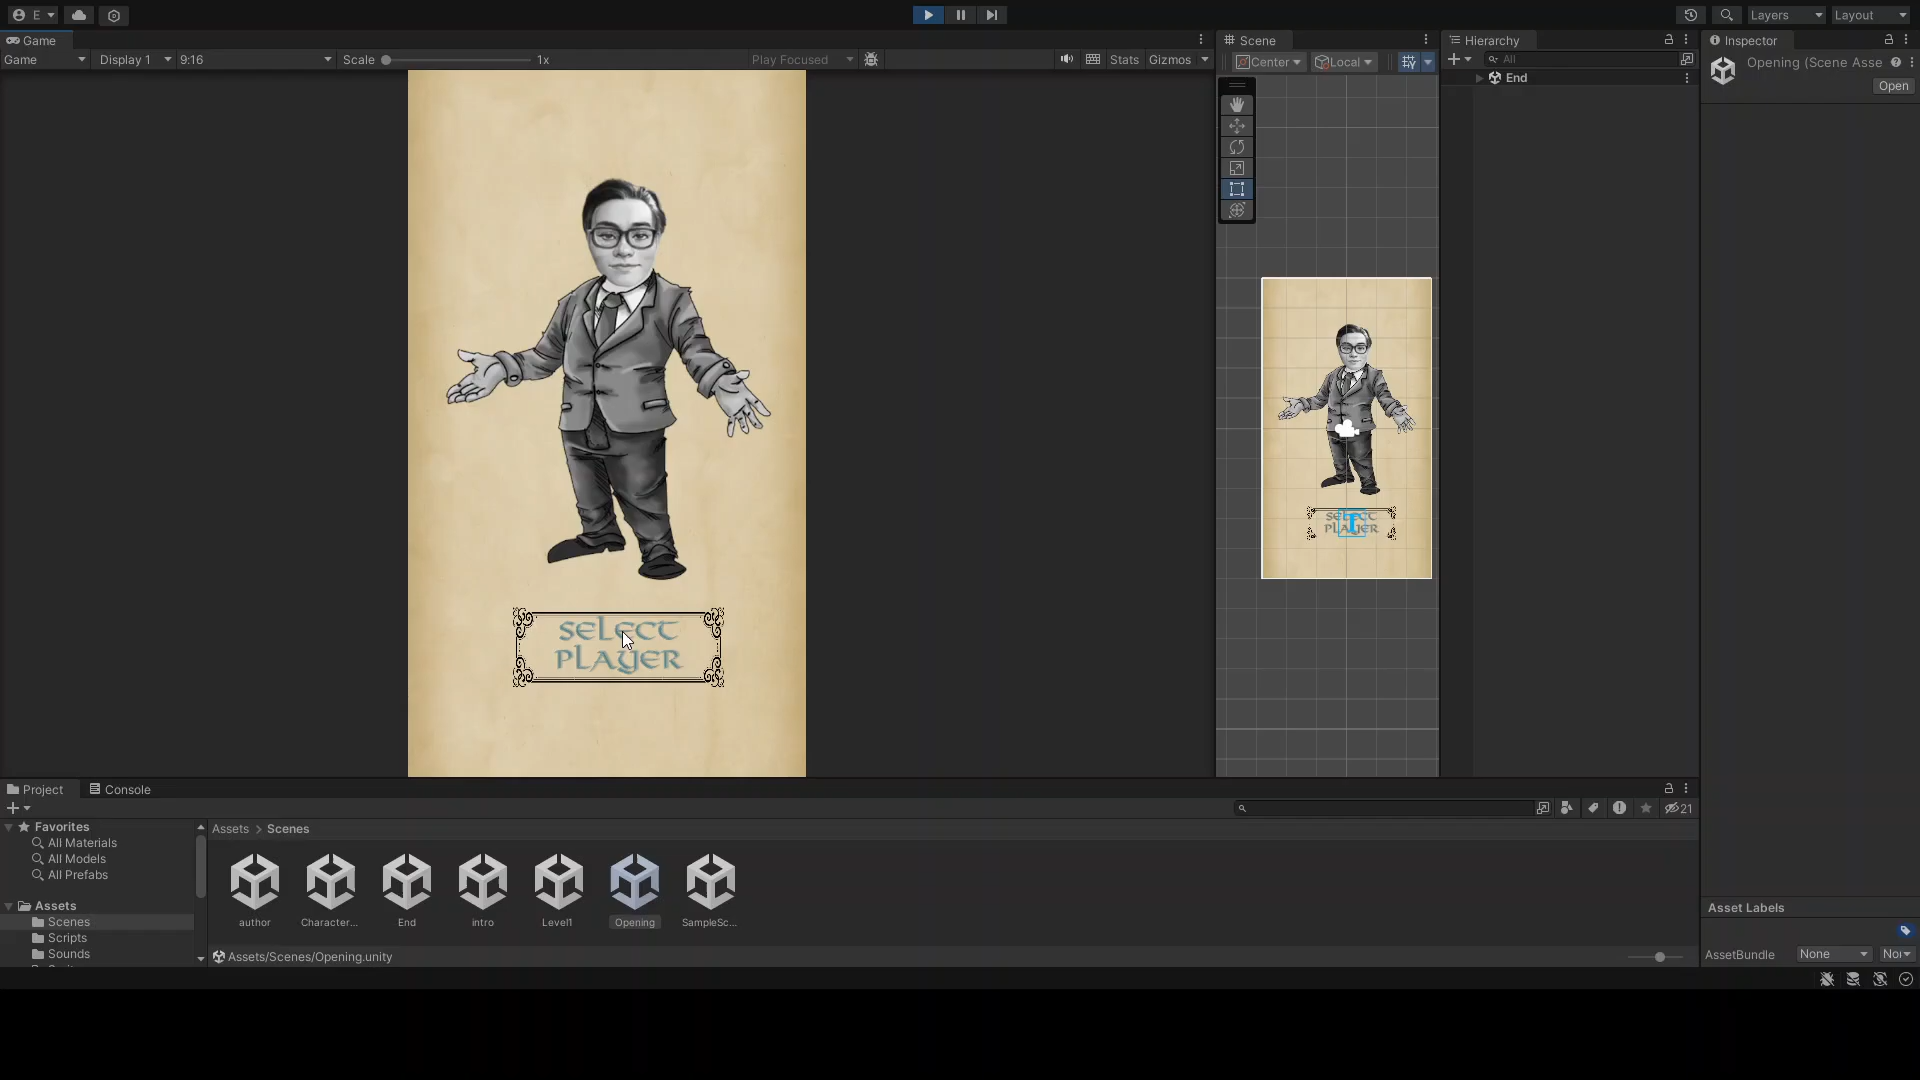 E
Layers
Layout
Game
Scene
Hierarchy
Inspector
Game
Display 1
9:16
Scale
1x
Play Focused
Stats
Gizmos
Center
Local
All
Opening (Scene Asse
End
Open
SELECT
PLAYER
SELECT
PLAYER
Project
Console
21
Favorites
All Materials
All Models
All Prefabs
Assets
Scenes
Scripts
Sounds
Assets > Scenes
author
Character...
End
intro
Level1
Opening
SampleSc...
Assets/Scenes/Opening.unity
Asset Labels
AssetBundle
None